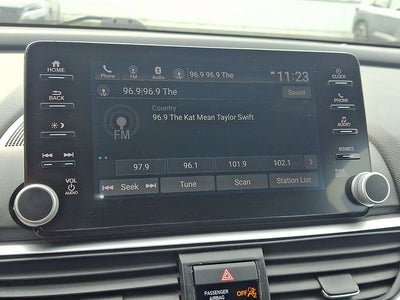 HOME
BACK
VOL
AUDIO
Phone FM Audio 96.9 96.9 The 11:23
96.9|96.9 The Sound
Country
96.9 The Kat Mean Taylor Swift
FM
97.9 96.1 101.9 102.1
Seek Tune Scan Station List
CLOCK
PHONE
AUDIO
SOURCE
TUNE
PASSENGER
AIRBAG
OFF